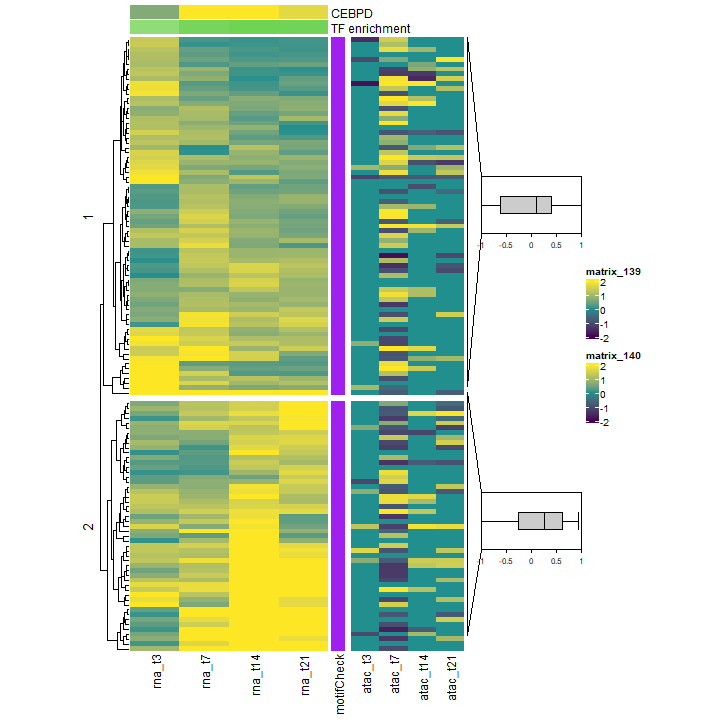 CEBPD
TF enrichment
1
-1 -0.5 0 0.5 1
matrix_139
2
1
0
-1
-2
matrix_140
2
1
0
-1
-2
2
-1 -0.5 0 0.5 1
rna_t3
rna_t7
rna_t14
rna_t21
motifCheck
atac_t3
atac_t7
atac_t14
atac_t21